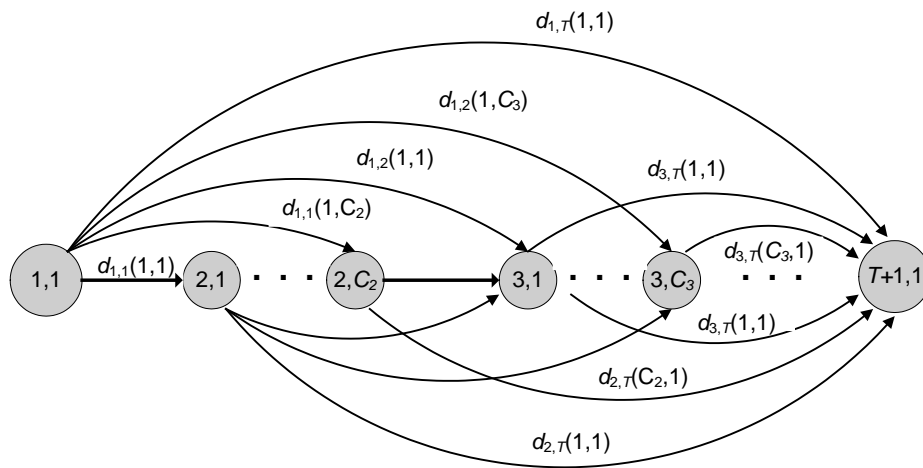 d1,T(1,1)
d1,2(1,C3)
d1,2(1,1)
d3,T(1,1)
d1,1(1,C2)
d1,1(1,1)
d3,T(C3,1)
1,1
2,1
. . .
2,C2
3,1
. . .
3,C3
. . .
T+1,1
d3,T(1,1)
d2,T(C2,1)
d2,T(1,1)